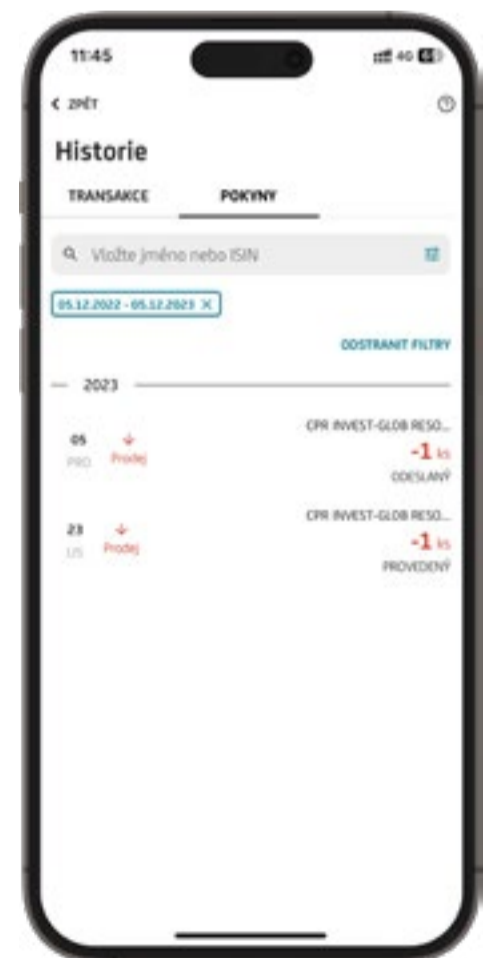 11:45 4G
ZPĚT
Historie
TRANSAKCE POKYNY
Vložte jméno nebo ISIN
05.12.2022 - 05.12.2023 ×
ODSTRANIT FILTRY
2023
CPR INVEST-GLOB RESO...
05 -1 ks
PRO Prodej
ODESLANÝ
CPR INVEST-GLOB RESO...
23 -1 ks
Prodej
PROVEDENÝ